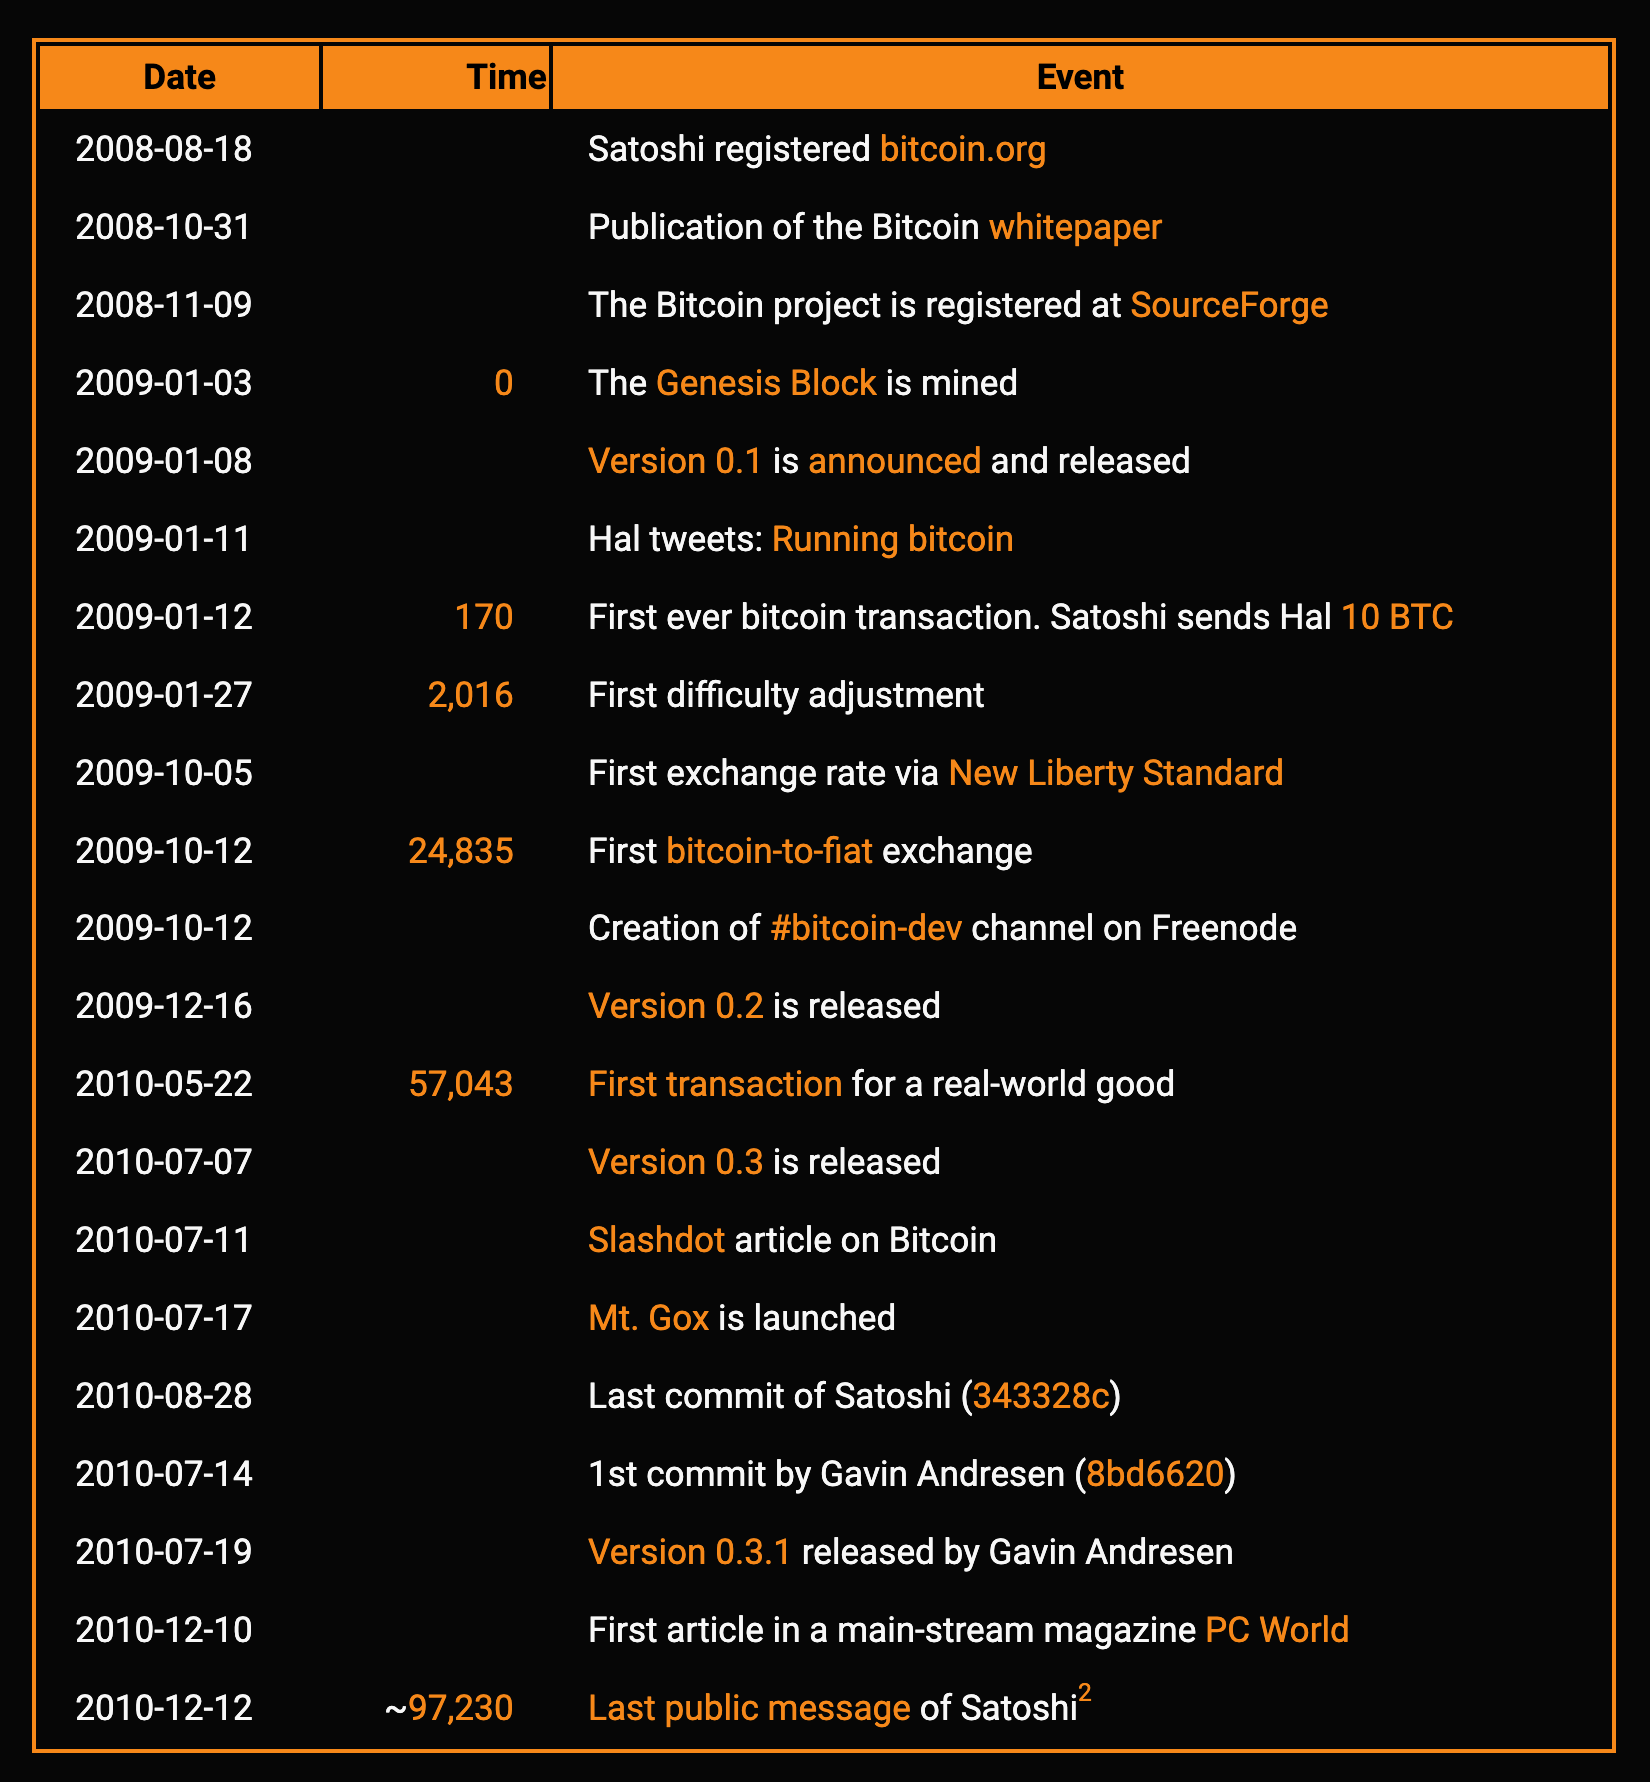 Date Time Event
2008-08-18 Satoshi registered bitcoin.org
2008-10-31 Publication of the Bitcoin whitepaper
2008-11-09 The Bitcoin project is registered at SourceForge
2009-01-03 0 The Genesis Block is mined
2009-01-08 Version 0.1 is announced and released
2009-01-11 Hal tweets: Running bitcoin
2009-01-12 170 First ever bitcoin transaction. Satoshi sends Hal 10 BTC
2009-01-27 2,016 First difficulty adjustment
2009-10-05 First exchange rate via New Liberty Standard
2009-10-12 24,835 First bitcoin-to-fiat exchange
2009-10-12 Creation of #bitcoin-dev channel on Freenode
2009-12-16 Version 0.2 is released
2010-05-22 57,043 First transaction for a real-world good
2010-07-07 Version 0.3 is released
2010-07-11 Slashdot article on Bitcoin
2010-07-17 Mt. Gox is launched
2010-08-28 Last commit of Satoshi (343328c)
2010-07-14 1st commit by Gavin Andresen (8bd6620)
2010-07-19 Version 0.3.1 released by Gavin Andresen
2010-12-10 First article in a main-stream magazine PC World
2010-12-12 ~97,230 Last public message of Satoshi²